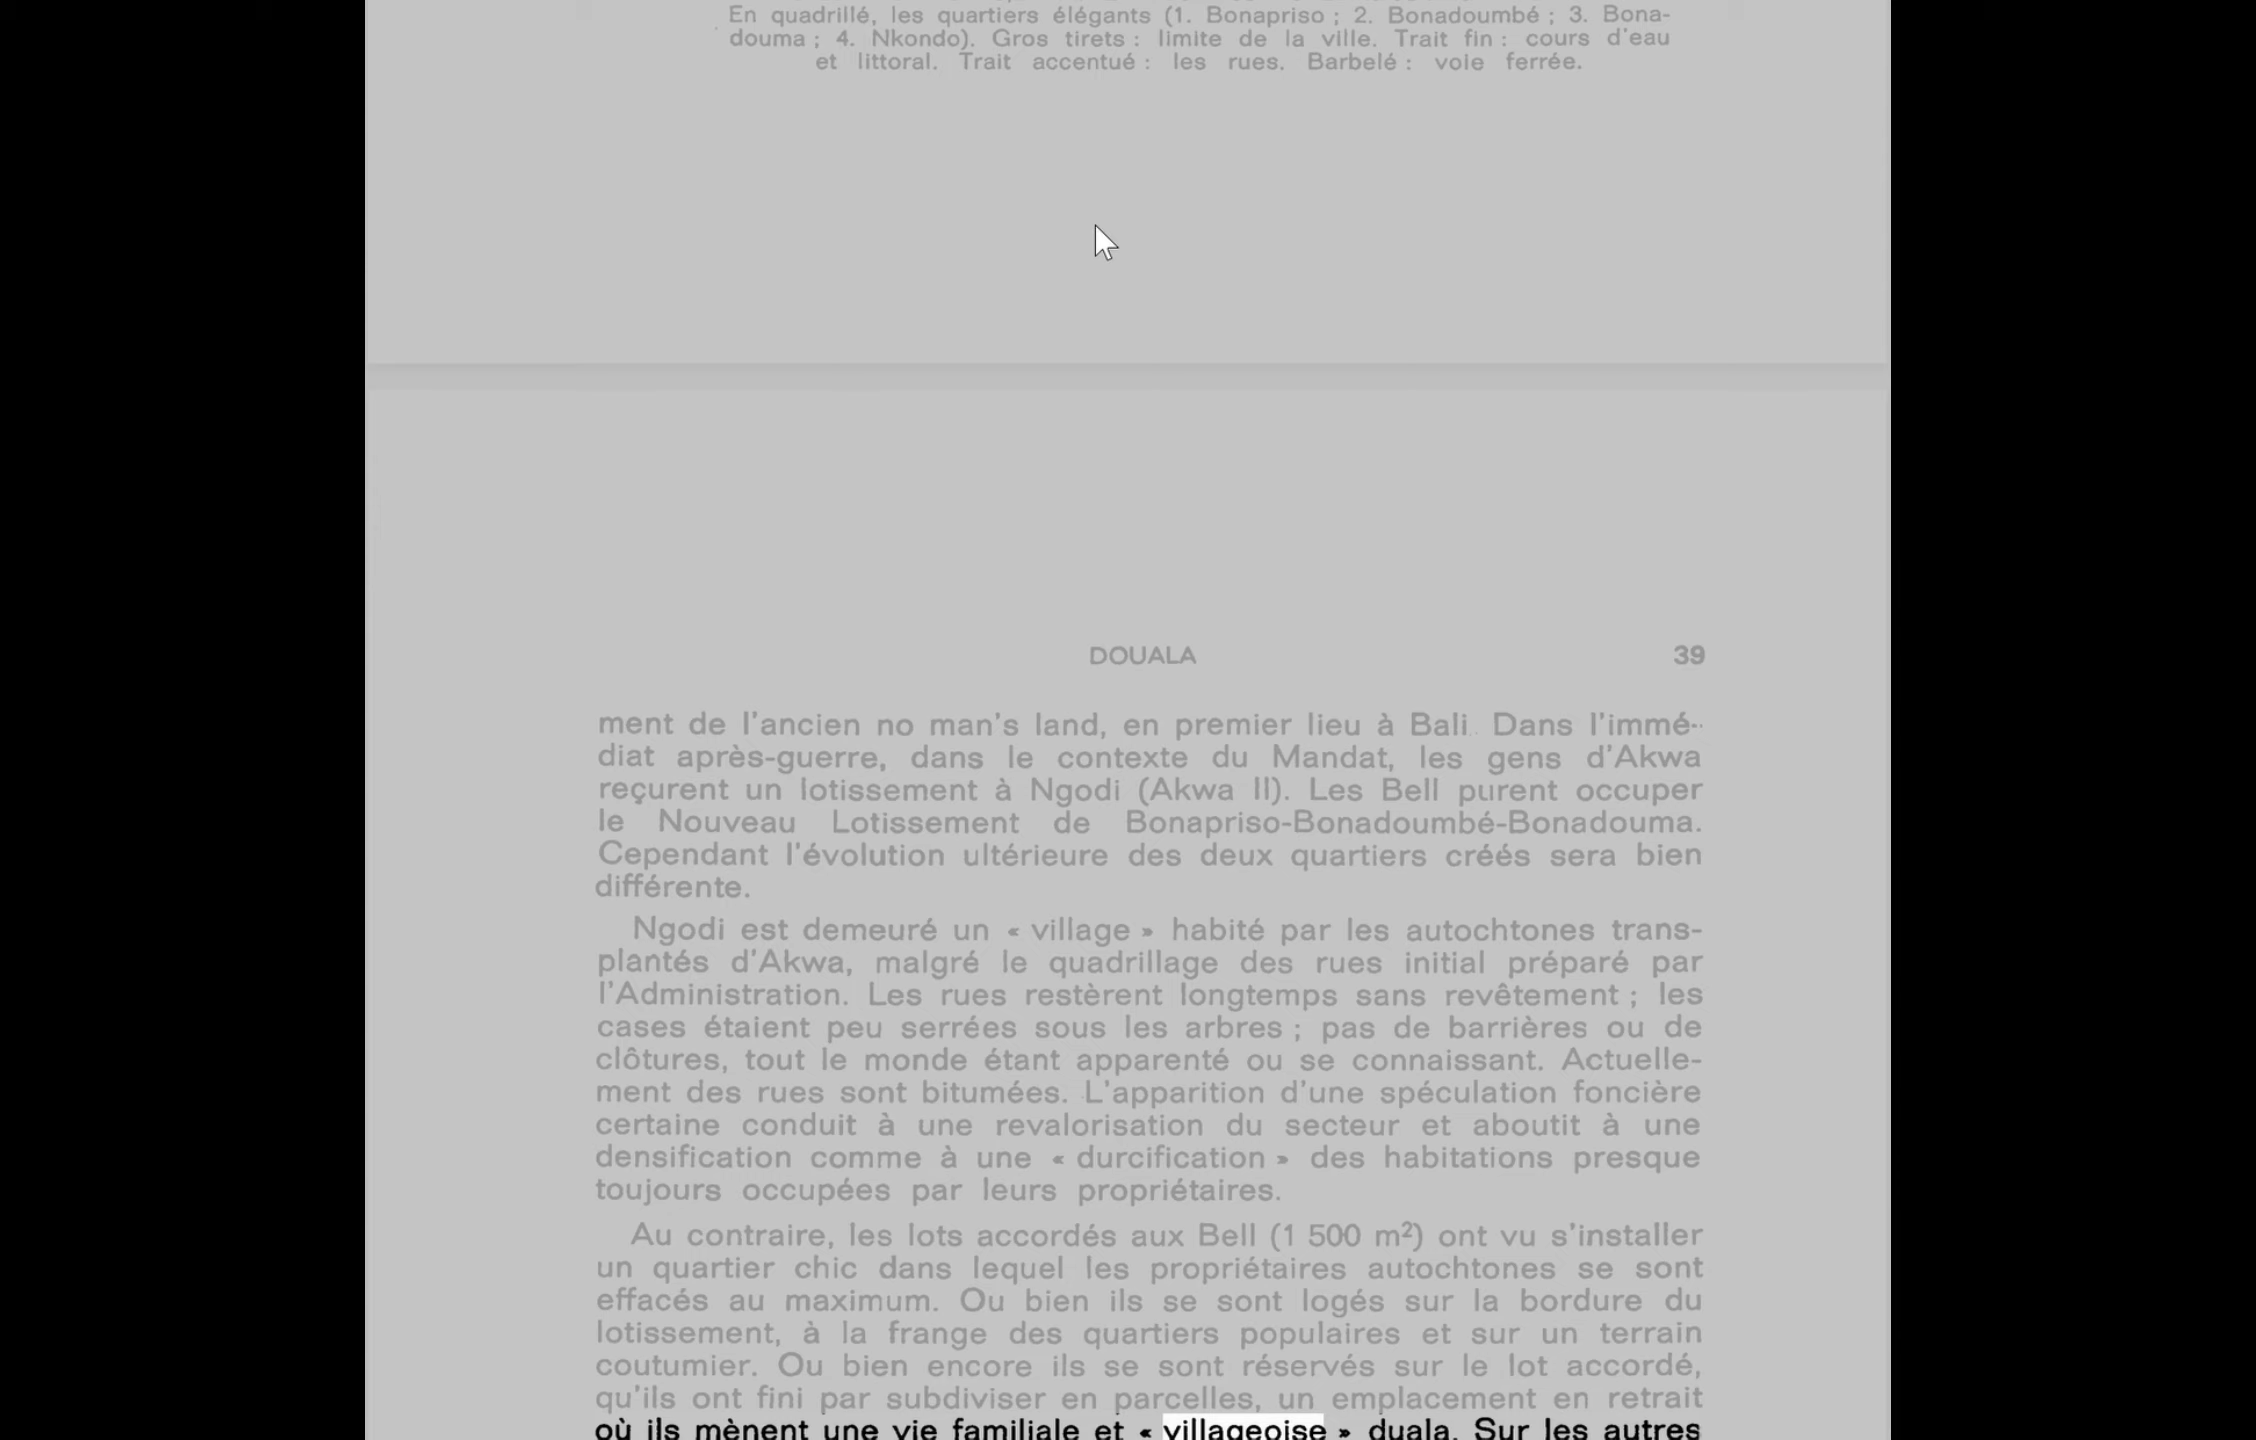 En quadrillé, les quartiers élégants (1. Bonapriso ; 2. Bonadoumbé ; 3. Bona-
douma ; 4. Nkondo). Gros tirets : limite de la ville. Trait fin : cours d'eau
et littoral. Trait accentué : les rues. Barbelé : voie ferrée.
DOUALA 39
ment de l'ancien no man's land, en premier lieu à Bali. Dans l'immé-
diat après-guerre, dans le contexte du Mandat, les gens d'Akwa
reçurent un lotissement à Ngodi (Akwa II). Les Bell purent occuper
le Nouveau Lotissement de Bonapriso-Bonadoumbé-Bonadouma.
Cependant l'évolution ultérieure des deux quartiers créés sera bien
différente.
Ngodi est demeuré un « village » habité par les autochtones trans-
plantés d'Akwa, malgré le quadrillage des rues initial préparé par
l'Administration. Les rues restèrent longtemps sans revêtement ; les
cases étaient peu serrées sous les arbres ; pas de barrières ou de
clôtures, tout le monde étant apparenté ou se connaissant. Actuelle-
ment des rues sont bitumées. L'apparition d'une spéculation foncière
certaine conduit à une revalorisation du secteur et aboutit à une
densification comme à une « durcification » des habitations presque
toujours occupées par leurs propriétaires.
Au contraire, les lots accordés aux Bell (1 500 m²) ont vu s'installer
un quartier chic dans lequel les propriétaires autochtones se sont
effacés au maximum. Ou bien ils se sont logés sur la bordure du
lotissement, à la frange des quartiers populaires et sur un terrain
coutumier. Ou bien encore ils se sont réservés sur le lot accordé,
qu'ils ont fini par subdiviser en parcelles, un emplacement en retrait
où ils mènent une vie familiale et « villageoise » duala. Sur les autres